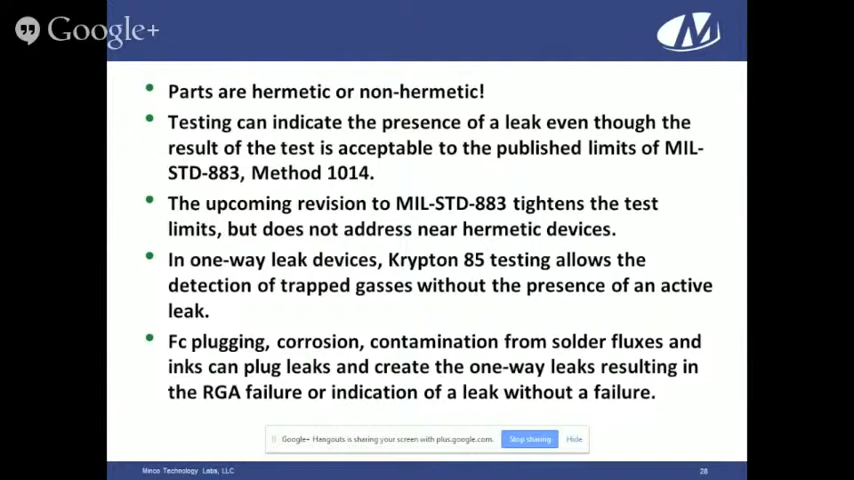 Google+
M
• Parts are hermetic or non-hermetic!
• Testing can indicate the presence of a leak even though the
result of the test is acceptable to the published limits of MIL-
STD-883, Method 1014.
• The upcoming revision to MIL-STD-883 tightens the test
limits, but does not address near hermetic devices.
• In one-way leak devices, Krypton 85 testing allows the
detection of trapped gasses without the presence of an active
leak.
• Fc plugging, corrosion, contamination from solder fluxes and
inks can plug leaks and create the one-way leaks resulting in
the RGA failure or indication of a leak without a failure.
Google+ Hangouts is sharing your screen with plus.google.com. Stop sharing Hide
Minco Technology Labs, LLC 28